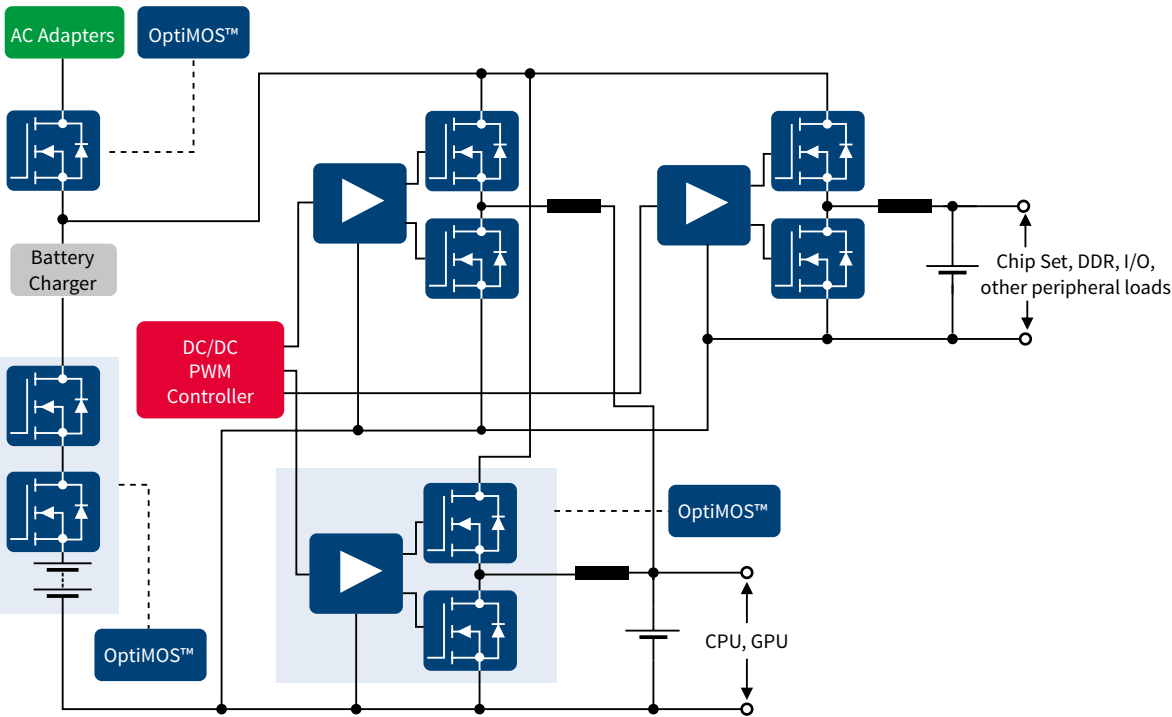 AC Adapters
OptiMOS™
Battery
Charger
DC/DC
PWM
Controller
Chip Set, DDR, I/O,
other peripheral loads
OptiMOS™
CPU, GPU
OptiMOS™